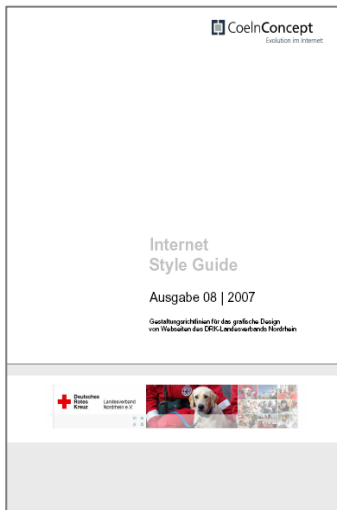 CoelnConcept
Evolution im Internet
Internet
Style Guide
Ausgabe 08 | 2007
Gestaltungsrichtlinien für das grafische Design
von Webseiten des DRK-Landesverbands Nordrhein
Deutsches
Rotes
Kreuz
Landesverband
Nordrhein e.V.